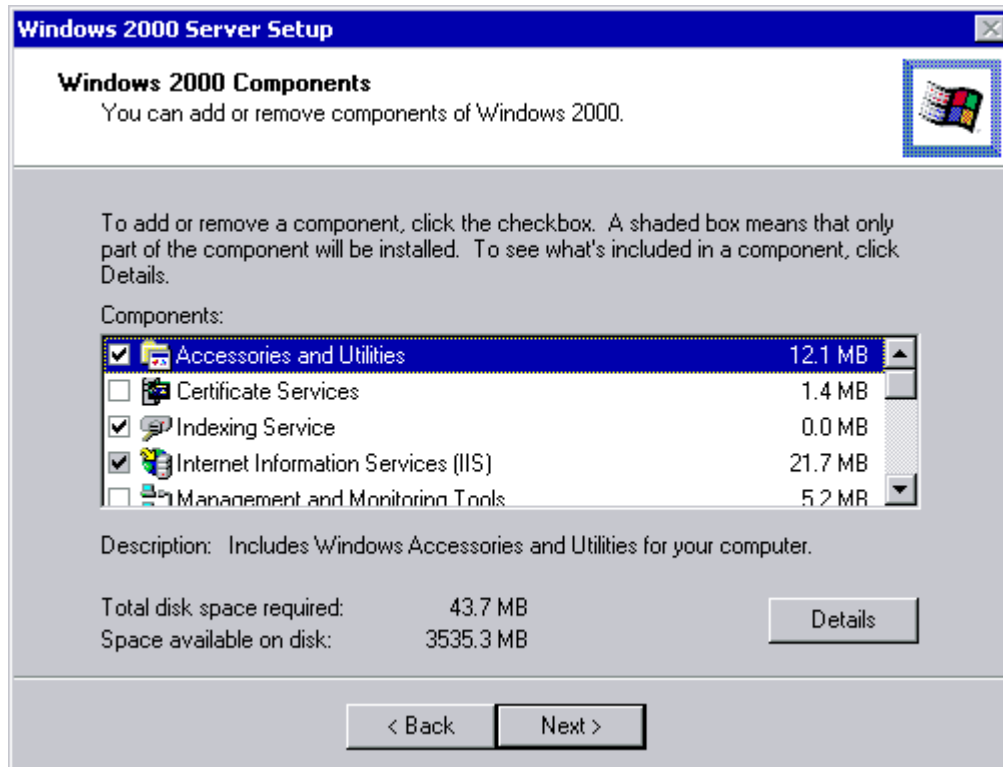 Windows 2000 Server Setup
Windows 2000 Components
You can add or remove components of Windows 2000.
To add or remove a component, click the checkbox. A shaded box means that only
part of the component will be installed. To see what's included in a component, click
Details.
Components:
Accessories and Utilities 12.1 MB
Certificate Services 1.4 MB
Indexing Service 0.0 MB
Internet Information Services (IIS) 21.7 MB
Management and Monitoring Tools 5.2 MB
Description: Includes Windows Accessories and Utilities for your computer.
Total disk space required: 43.7 MB
Space available on disk: 3535.3 MB
Details
< Back Next >